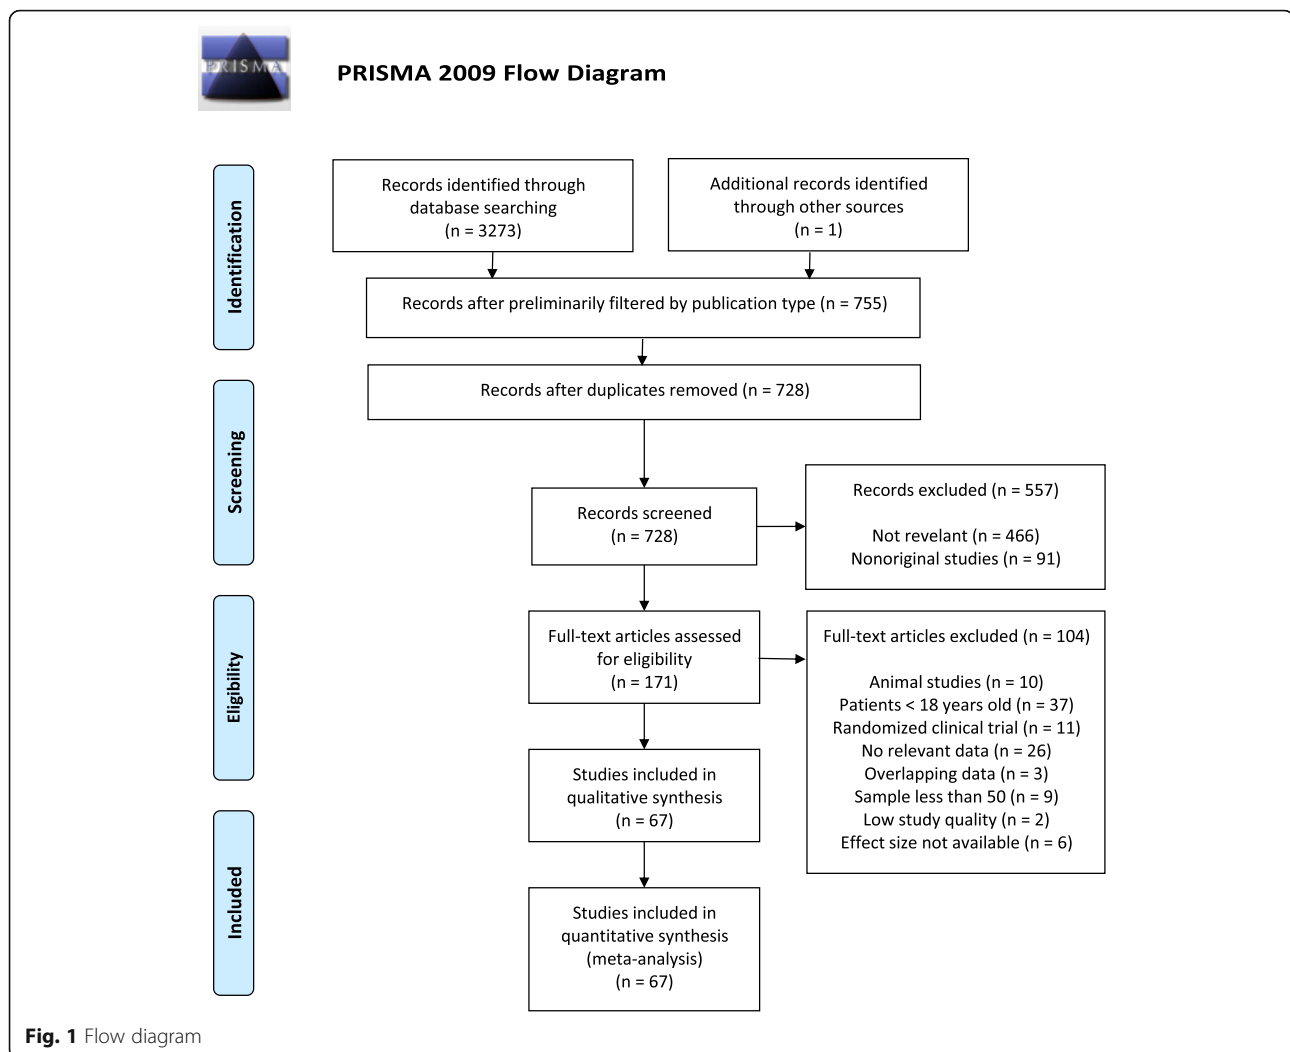 PRISMA
PRISMA 2009 Flow Diagram
Identification
Records identified through
database searching
(n = 3273)
Additional records identified
through other sources
(n = 1)
Records after preliminarily filtered by publication type (n = 755)
Records after duplicates removed (n = 728)
Screening
Records screened
(n = 728)
Records excluded (n = 557)
Not revelant (n = 466)
Nonoriginal studies (n = 91)
Eligibility
Full-text articles assessed
for eligibility
(n = 171)
Full-text articles excluded (n = 104)
Animal studies (n = 10)
Patients < 18 years old (n = 37)
Randomized clinical trial (n = 11)
No relevant data (n = 26)
Overlapping data (n = 3)
Sample less than 50 (n = 9)
Low study quality (n = 2)
Effect size not available (n = 6)
Studies included in
qualitative synthesis
(n = 67)
Included
Studies included in
quantitative synthesis
(meta-analysis)
(n = 67)
Fig. 1 Flow diagram